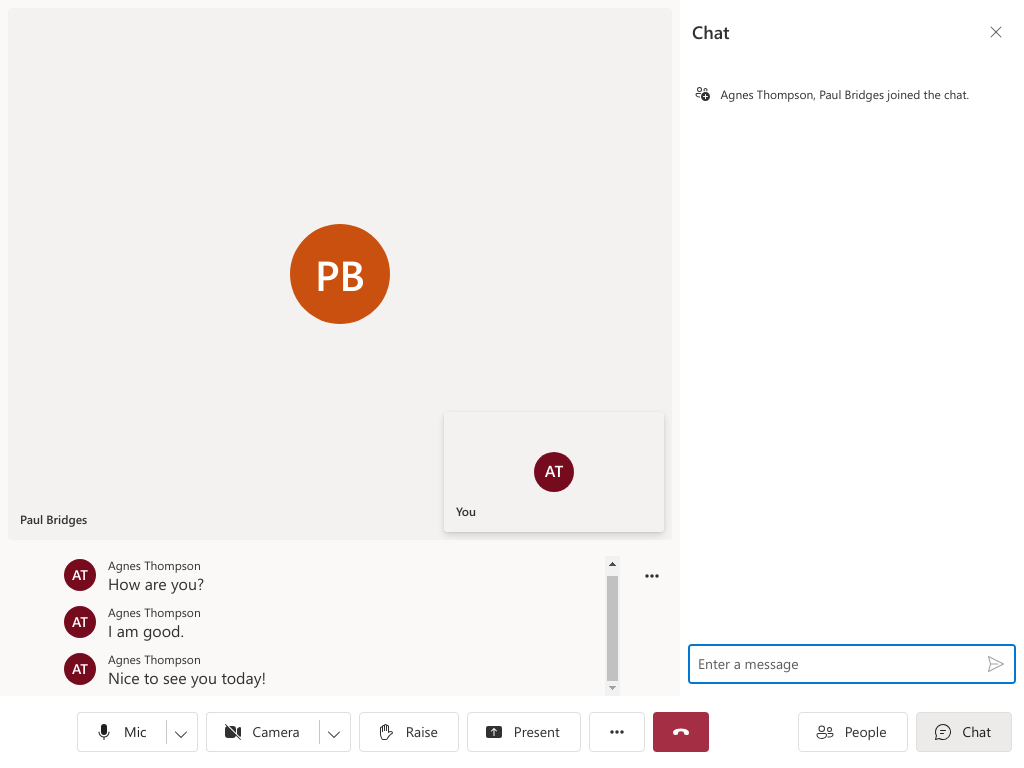 PB
Paul Bridges
AT
You
AT
Agnes Thompson
How are you?
AT
Agnes Thompson
I am good.
AT
Agnes Thompson
Nice to see you today!
Chat
Agnes Thompson, Paul Bridges joined the chat.
Enter a message
Mic
Camera
Raise
Present
People
Chat